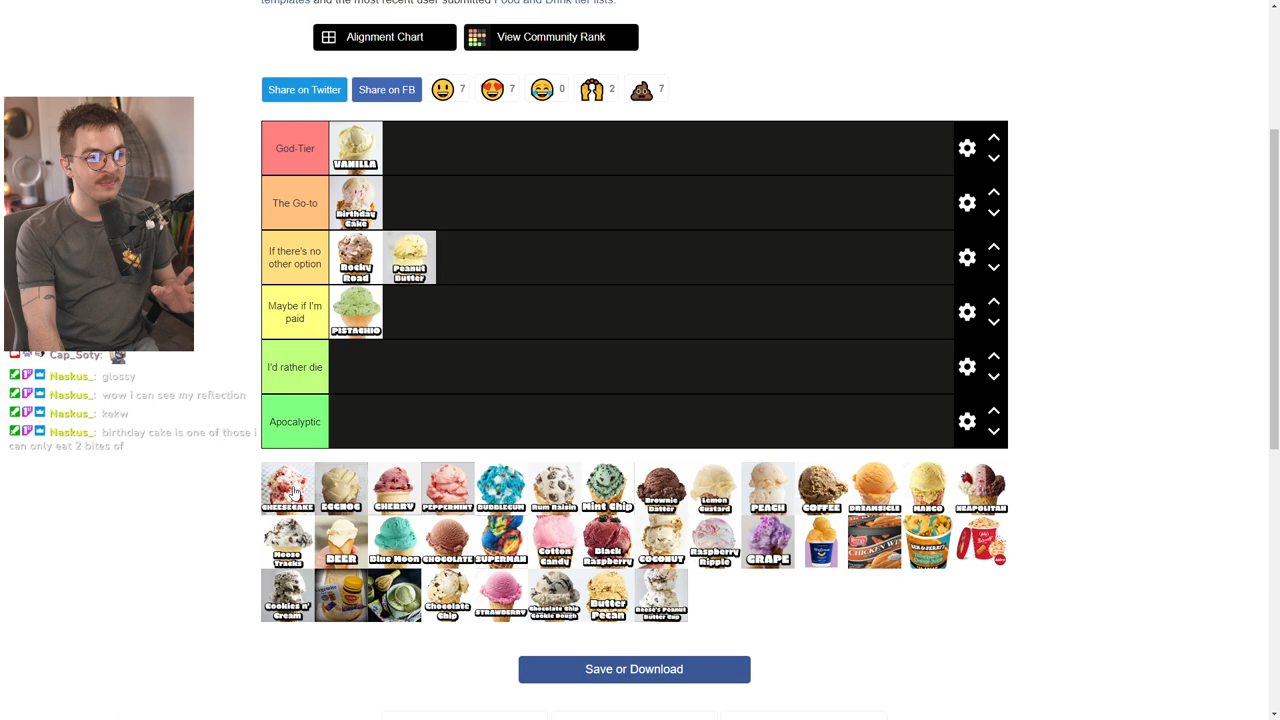 templates and the most recent user submitted Food and Drink tier lists.
Alignment Chart
View Community Rank
Share on Twitter
Share on FB
7
7
0
2
7
God-Tier
VANILLA
The Go-to
Birthday
Cake
If there's no
other option
Rocky
Road
Peanut
Butter
Maybe if I'm
paid
PISTACHIO
I'd rather die
Apocalyptic
Cap_Soty:
Naskus_: glossy
Naskus_: wow i can see my reflection
Naskus_: kekw
Naskus_: birthday cake is one of those i
can only eat 2 bites of
CHEESECAKE
EGGNOG
CHERRY
PEPPERMINT
BUBBLEGUM
Rum Raisin
Mint Chip
Brownie
Batter
Lemon
Custard
PEACH
COFFEE
DREAMSICLE
MANGO
NEAPOLITAN
Moose
Tracks
BEER
Blue Moon
CHOCOLATE
SUPERMAN
Cotton
Candy
Black
Raspberry
COCONUT
Raspberry
Ripple
GRAPE
CHICKEN WIN
BEN & JERRY'S
Cookies n'
Cream
Chocolate
Chip
STRAWBERRY
Chocolate Chip
Cookie Dough
Butter
Pecan
Reese's Peanut
Butter Cup
Save or Download